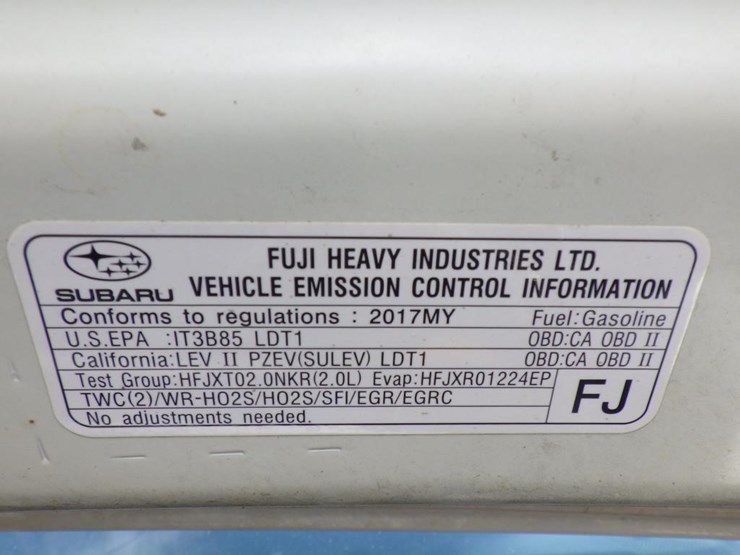 FUJI HEAVY INDUSTRIES LTD.
SUBARU VEHICLE EMISSION CONTROL INFORMATION
Conforms to regulations : 2017MY Fuel:Gasoline
U.S.EPA :IT3B85 LDT1 OBD:CA OBD II
California:LEV II PZEV(SULEV) LDT1 OBD:CA OBD II
Test Group:HFJXT02.0NKR(2.0L) Evap:HFJXR01224EP
TWC(2)/WR-HO2S/HO2S/SFI/EGR/EGRC
FJ
No adjustments needed.